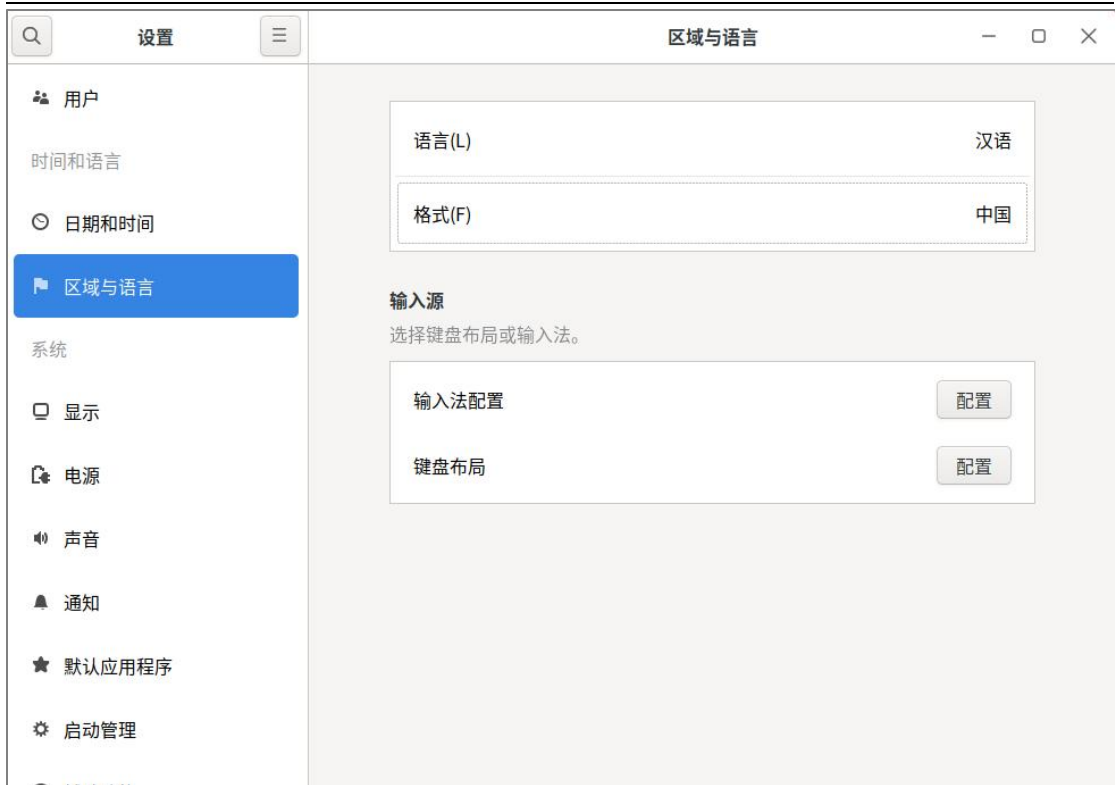 设置
区域与语言
用户
时间和语言
日期和时间
区域与语言
系统
显示
电源
声音
通知
默认应用程序
启动管理
语言(L) 汉语
格式(F) 中国
输入源
选择键盘布局或输入法。
输入法配置 配置
键盘布局 配置